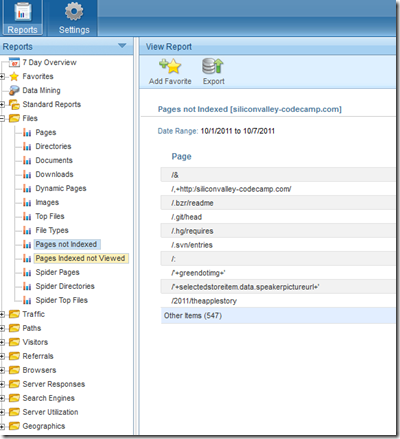 Reports
Settings
Reports
7 Day Overview
Favorites
Data Mining
Standard Reports
Files
Pages
Directories
Documents
Downloads
Dynamic Pages
Images
Top Files
File Types
Pages not Indexed
Pages Indexed not Viewed
Spider Pages
Spider Directories
Spider Top Files
Traffic
Paths
Visitors
Referrals
Browsers
Server Responses
Search Engines
Server Utilization
Geographics
View Report
Add Favorite
Export
Pages not Indexed [siliconvalley-codecamp.com]
Date Range: 10/1/2011 to 10/7/2011
Page
/&
/,+http:/siliconvalley-codecamp.com/
/.bzr/readme
/.git/head
/.hg/requires
/.svn/entries
/:
/'+greendotimg+'
/'+selectedstoreitem.data.speakerpictureurl+'
/2011/theapplestory
Other Items (547)